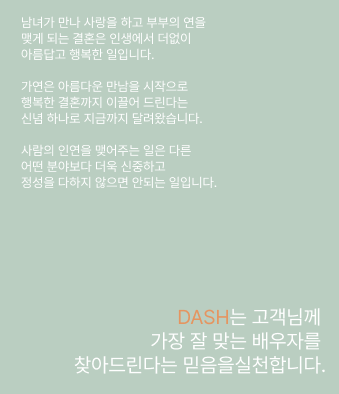 남녀가 만나 사랑을 하고 부부의 연을
맺게 되는 결혼은 인생에서 더없이
아름답고 행복한 일입니다.
가연은 아름다운 만남을 시작으로
행복한 결혼까지 이끌어 드린다는
신념 하나로 지금까지 달려왔습니다.
사람의 인연을 맺어주는 일은 다른
어떤 분야보다 더욱 신중하고
정성을 다하지 않으면 안되는 일입니다.
DASH는 고객님께
가장 잘 맞는 배우자를
찾아드린다는 믿음을실천합니다.